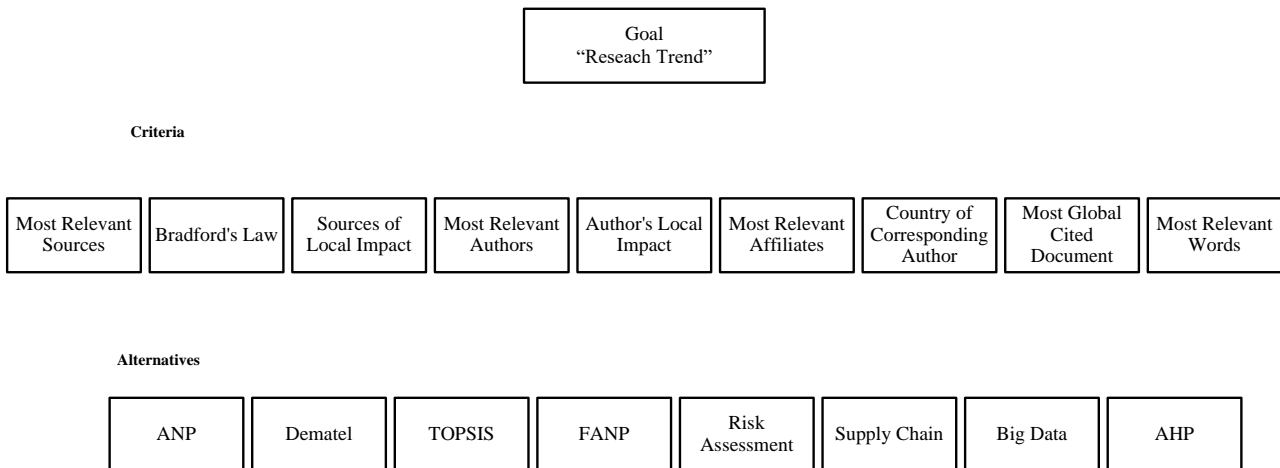 Goal
“Reseach Trend”
Criteria
Most Relevant
Sources
Bradford's Law
Sources of
Local Impact
Most Relevant
Authors
Author's Local
Impact
Most Relevant
Affiliates
Country of
Corresponding
Author
Most Global
Cited
Document
Most Relevant
Words
Alternatives
ANP
Dematel
TOPSIS
FANP
Risk
Assessment
Supply Chain
Big Data
AHP